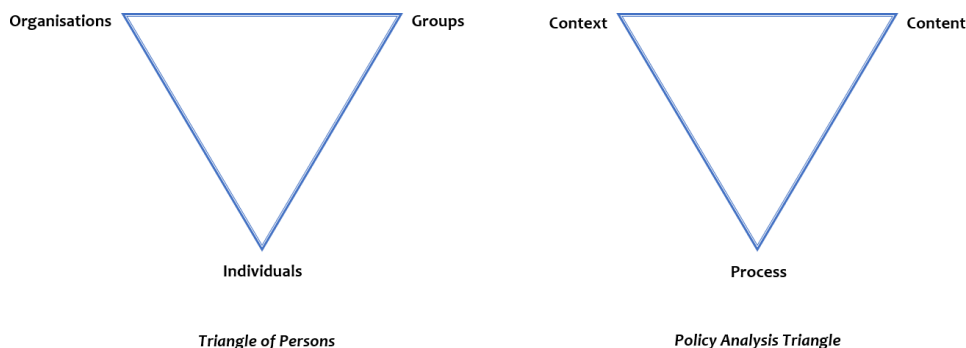 Organisations
Groups
Context
Content
Individuals
Process
Triangle of Persons
Policy Analysis Triangle